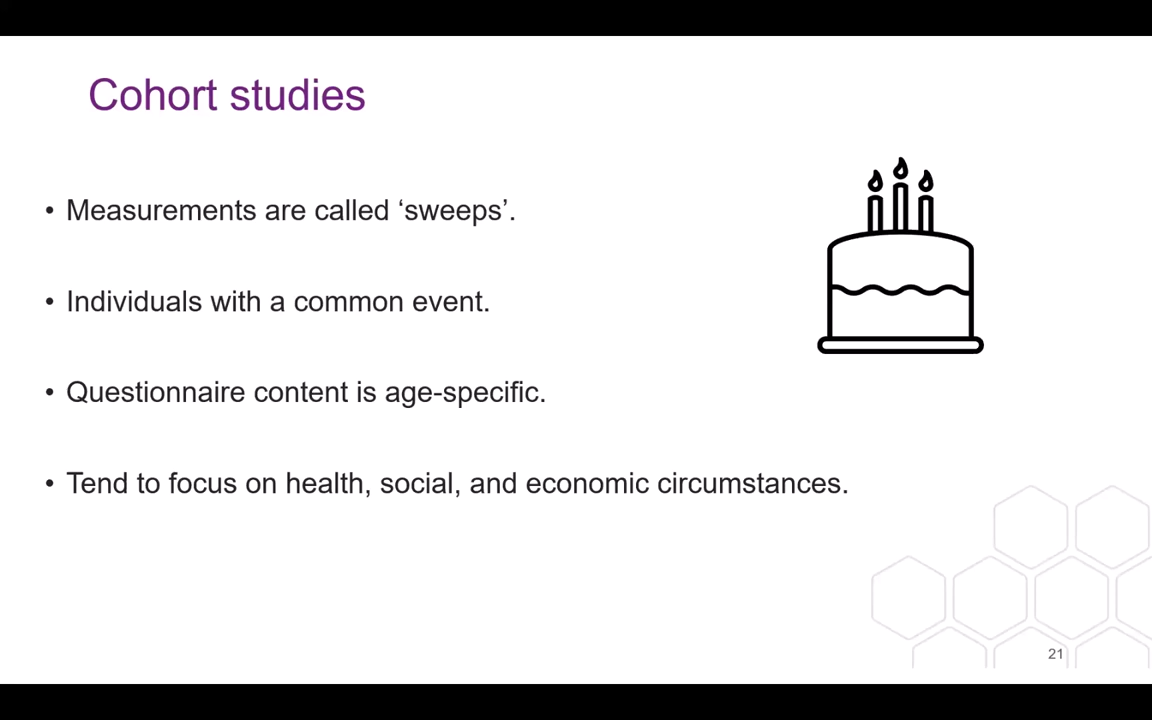 Cohort studies
• Measurements are called ‘sweeps’.
• Individuals with a common event.
• Questionnaire content is age-specific.
• Tend to focus on health, social, and economic circumstances.
21